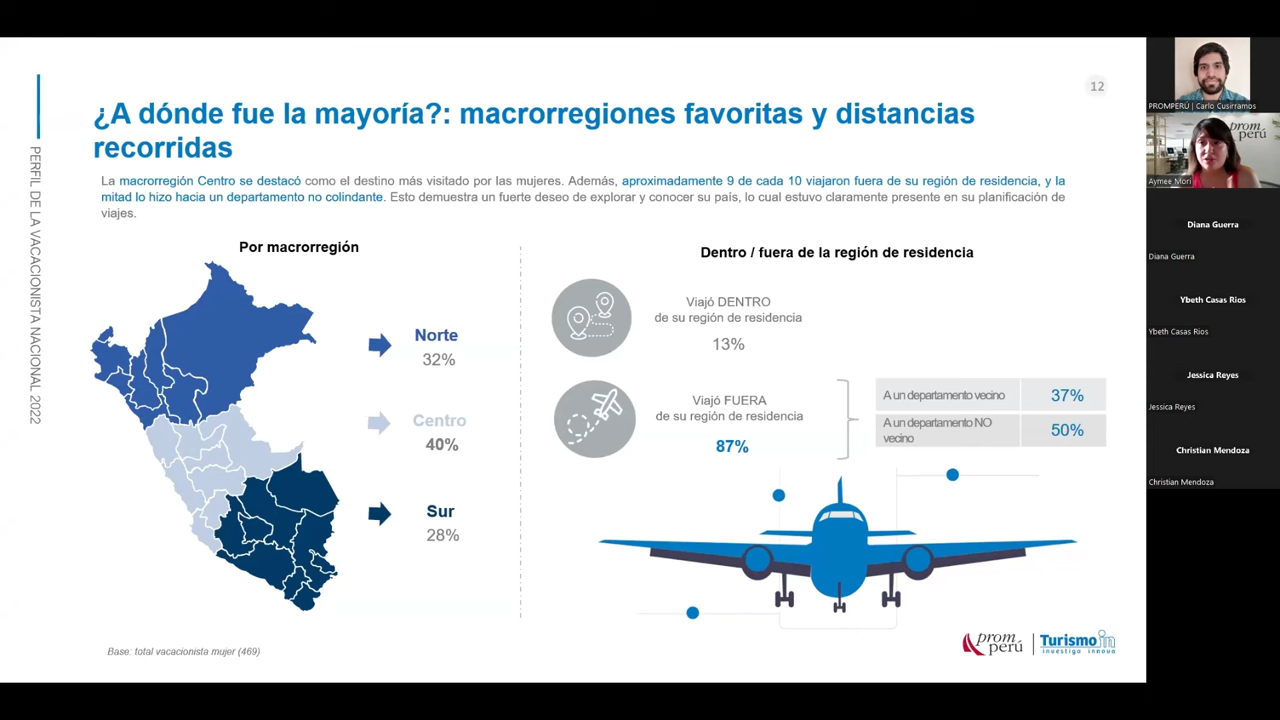 12
¿A dónde fue la mayoría?: macrorregiones favoritas y distancias
recorridas
La macrorregión Centro se destacó como el destino más visitado por las mujeres. Además, aproximadamente 9 de cada 10 viajaron fuera de su región de residencia, y la
mitad lo hizo hacia un departamento no colindante. Esto demuestra un fuerte deseo de explorar y conocer su país, lo cual estuvo claramente presente en su planificación de
viajes.
PERFIL DE LA VACACIONISTA NACIONAL 2022
Por macrorregión
Norte
32%
Centro
40%
Sur
28%
Dentro / fuera de la región de residencia
Viajó DENTRO
de su región de residencia
13%
Viajó FUERA
de su región de residencia
87%
A un departamento vecino
37%
A un departamento NO
vecino
50%
Base: total vacacionista mujer (469)
prom
perú
Turismo in
investiga innova
PROMPERÚ | Carlo Cusirramos
prom
perú
Aymee Mori
Diana Guerra
Diana Guerra
Ybeth Casas Rios
Ybeth Casas Rios
Jessica Reyes
Jessica Reyes
Christian Mendoza
Christian Mendoza